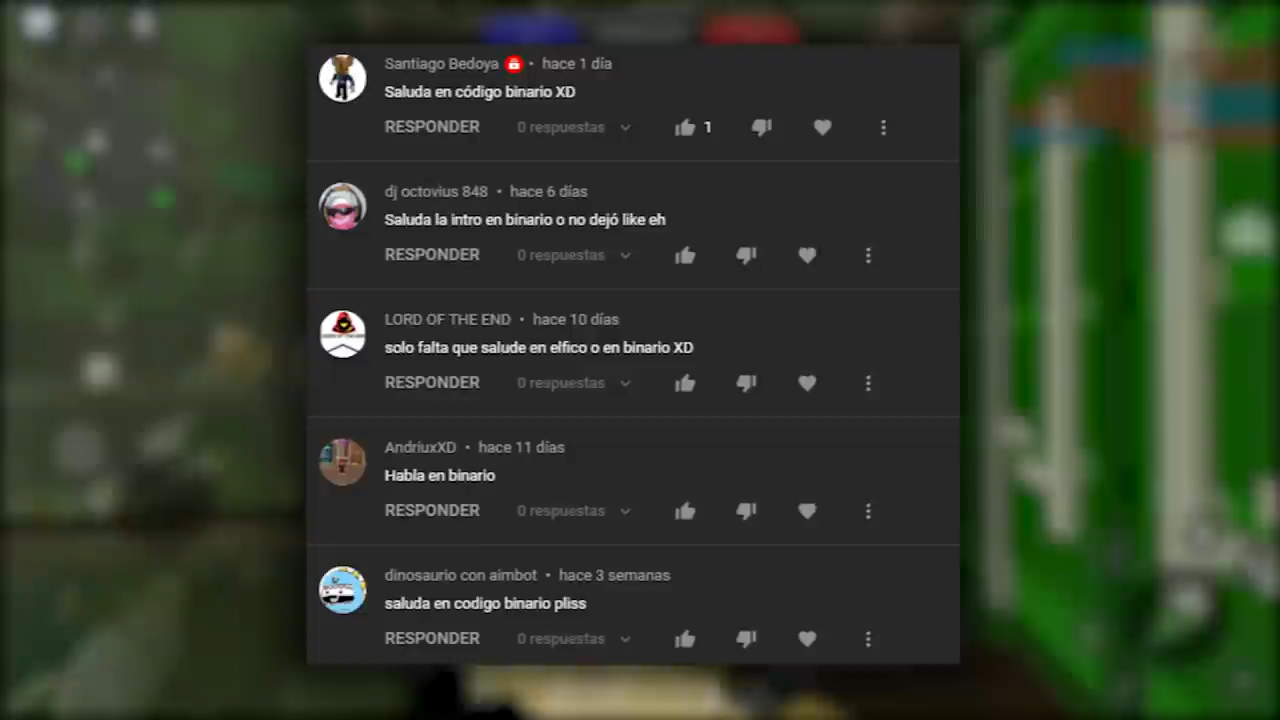 Santiago Bedoya • hace 1 día
Saluda en código binario XD
RESPONDER 0 respuestas 1
dj octovius 848 • hace 6 días
Saluda la intro en binario o no dejó like eh
RESPONDER 0 respuestas
LORD OF THE END • hace 10 días
solo falta que salude en elfico o en binario XD
RESPONDER 0 respuestas
AndriuxXD • hace 11 días
Habla en binario
RESPONDER 0 respuestas
dinosaurio con aimbot • hace 3 semanas
saluda en codigo binario pliss
RESPONDER 0 respuestas